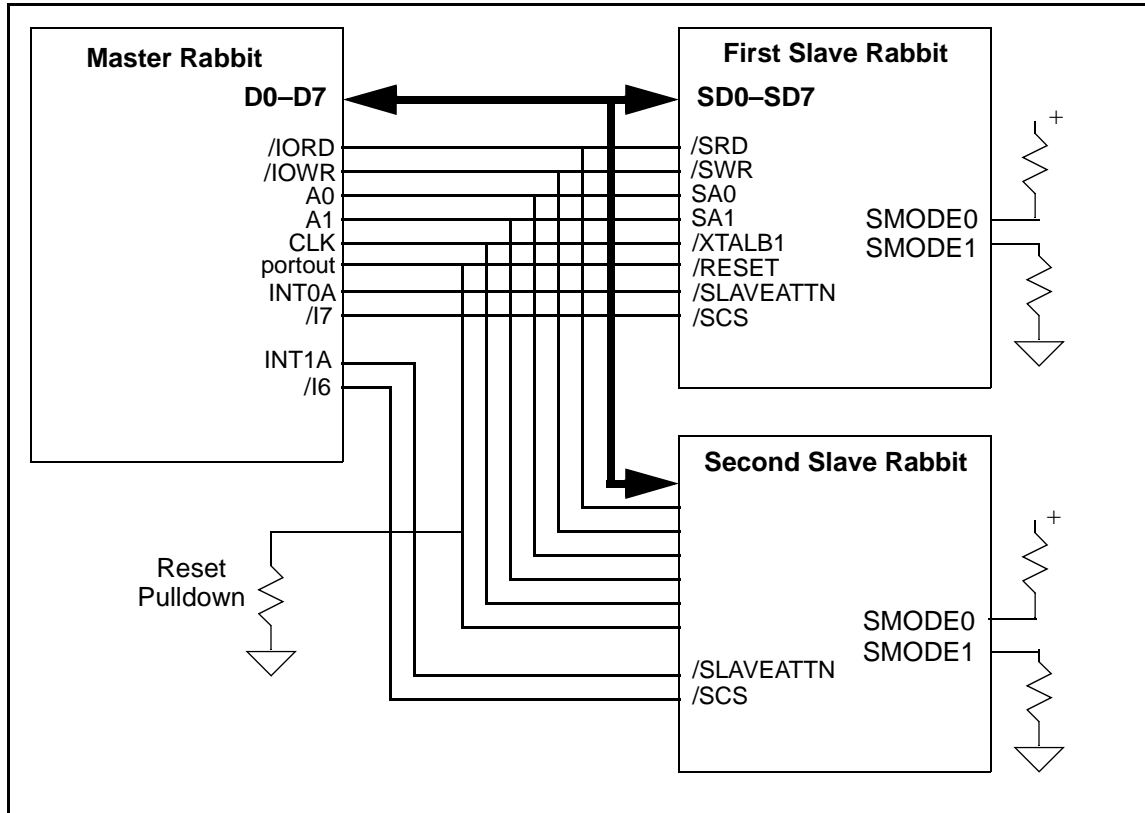 Master Rabbit
D0–D7
/IORD
/IOWR
A0
A1
CLK
portout
INT0A
/I7
INT1A
/I6
First Slave Rabbit
SD0–SD7
/SRD
/SWR
SA0
SA1
/XTALB1
/RESET
/SLAVEATTN
/SCS
SMODE0
SMODE1
+
Second Slave Rabbit
/SLAVEATTN
/SCS
SMODE0
SMODE1
+
Reset
Pulldown